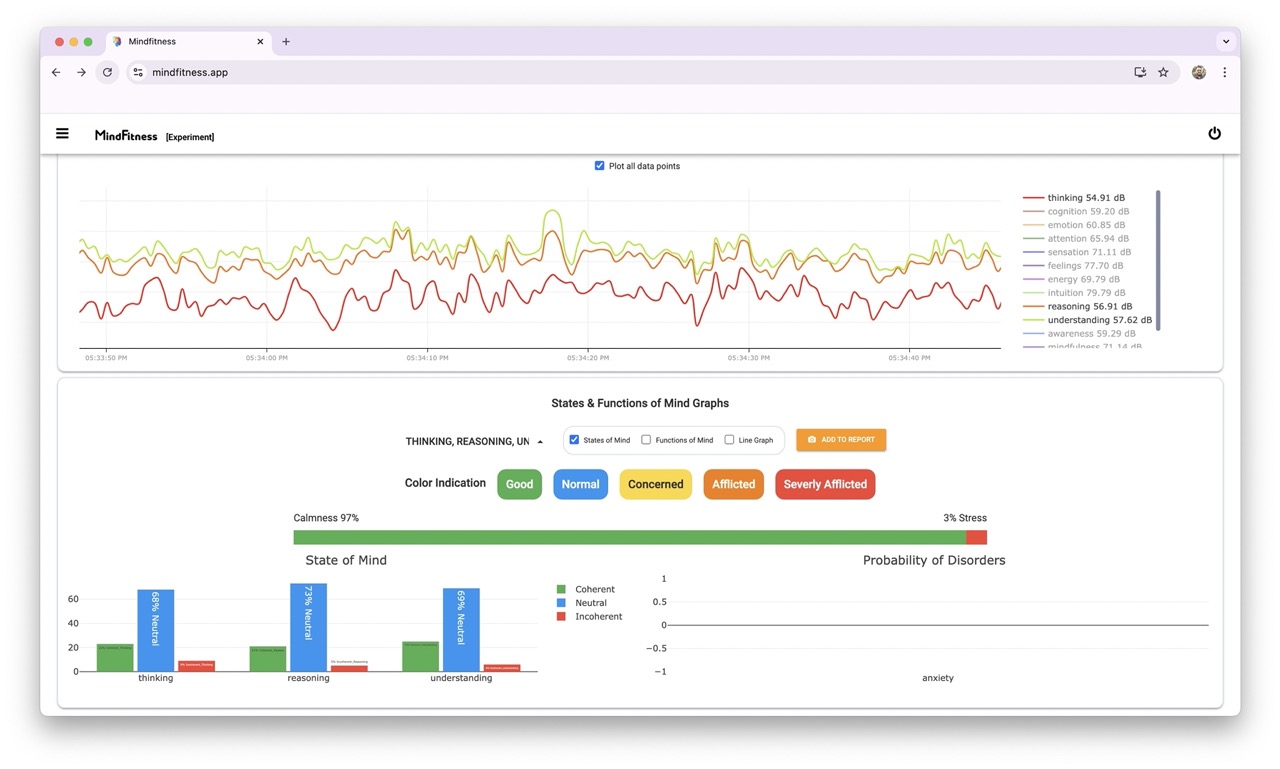 Mindfitness
mindfitness.app
MindFitness [Experiment]
Plot all data points
thinking 54.91 dB
cognition 59.20 dB
emotion 60.85 dB
attention 65.94 dB
sensation 71.11 dB
feelings 77.70 dB
energy 69.79 dB
intuition 79.79 dB
reasoning 56.91 dB
understanding 57.62 dB
awareness 59.29 dB
mindfulness 71.14 dB
05:33:50 PM 05:34:00 PM 05:34:10 PM 05:34:20 PM 05:34:30 PM 05:34:40 PM
States & Functions of Mind Graphs
THINKING, REASONING, UN
States of Mind Functions of Mind Line Graph
ADD TO REPORT
Color Indication Good Normal Concerned Afflicted Severly Afflicted
Calmness 97% 3% Stress
State of Mind
60
40
20
0
68% Neutral
73% Neutral
69% Neutral
thinking reasoning understanding
Coherent
Neutral
Incoherent
Probability of Disorders
1
0.5
0
−0.5
−1
anxiety